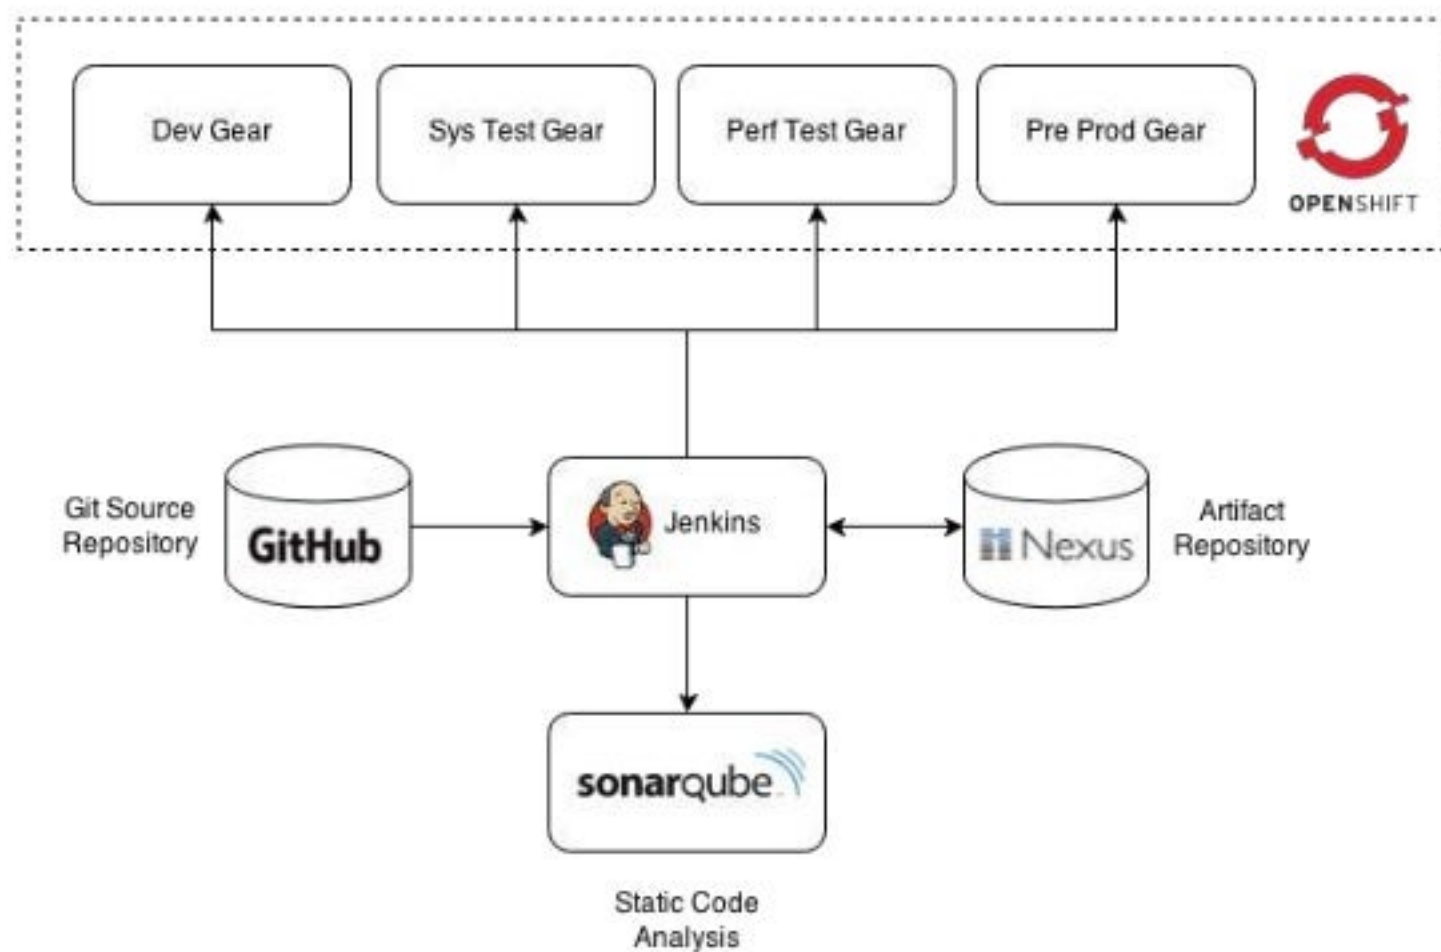 Dev Gear
Sys Test Gear
Perf Test Gear
Pre Prod Gear
OPENSHIFT
Git Source
Repository
GitHub
Jenkins
Nexus
Artifact
Repository
sonarqube
Static Code
Analysis